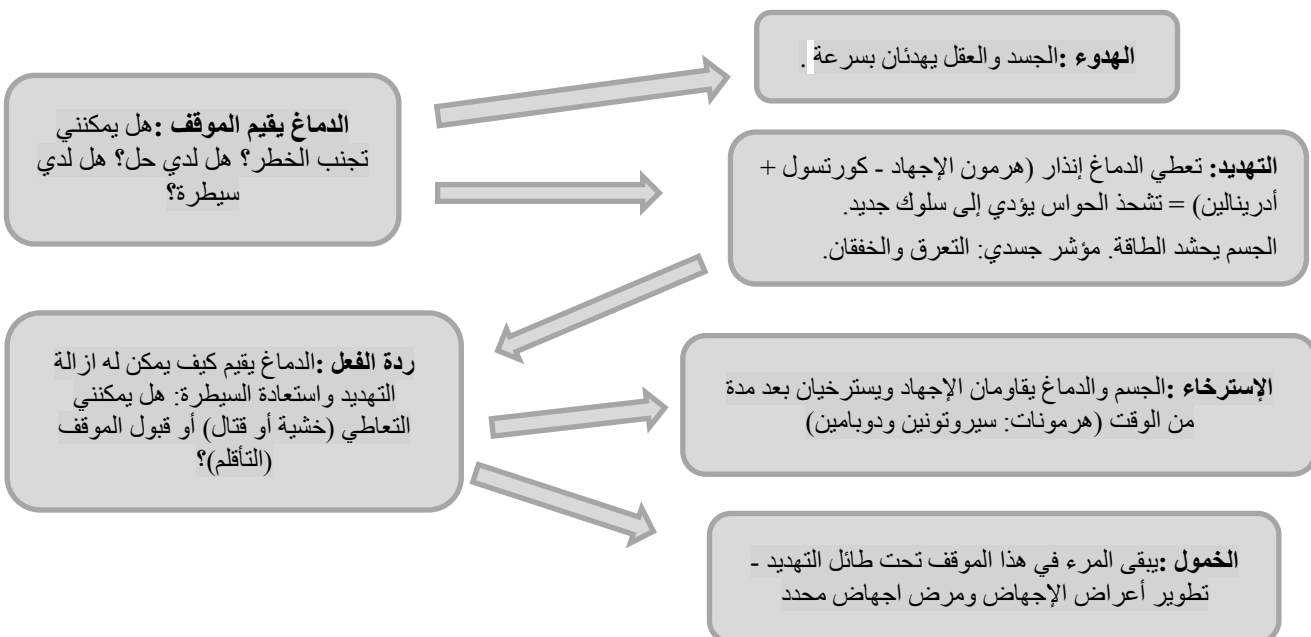 الهدوء :الجسد والعقل يهدئان بسرعة .
الدماغ يقيم الموقف :هل يمكنني
تجنب الخطر؟ هل لدي حل؟ هل لدي
سيطرة؟
التهديد: تعطي الدماغ إنذار (هرمون الإجهاد - كورتسول +
أدرينالين) = تشحذ الحواس يؤدي إلى سلوك جديد.
الجسم يحشد الطاقة. مؤشر جسدي: التعرق والخفقان.
ردة الفعل :الدماغ يقيم كيف يمكن له ازالة
التهديد واستعادة السيطرة: هل يمكنني
التعاطي (خشية أو قتال) أو قبول الموقف
(التأقلم)؟
الإسترخاء :الجسم والدماغ يقاومان الإجهاد ويسترخيان بعد مدة
من الوقت (هرمونات: سيروتونين ودوبامين)
الخمول :يبقى المرء في هذا الموقف تحت طائل التهديد -
تطوير أعراض الإجهاض ومرض اجهاض محدد